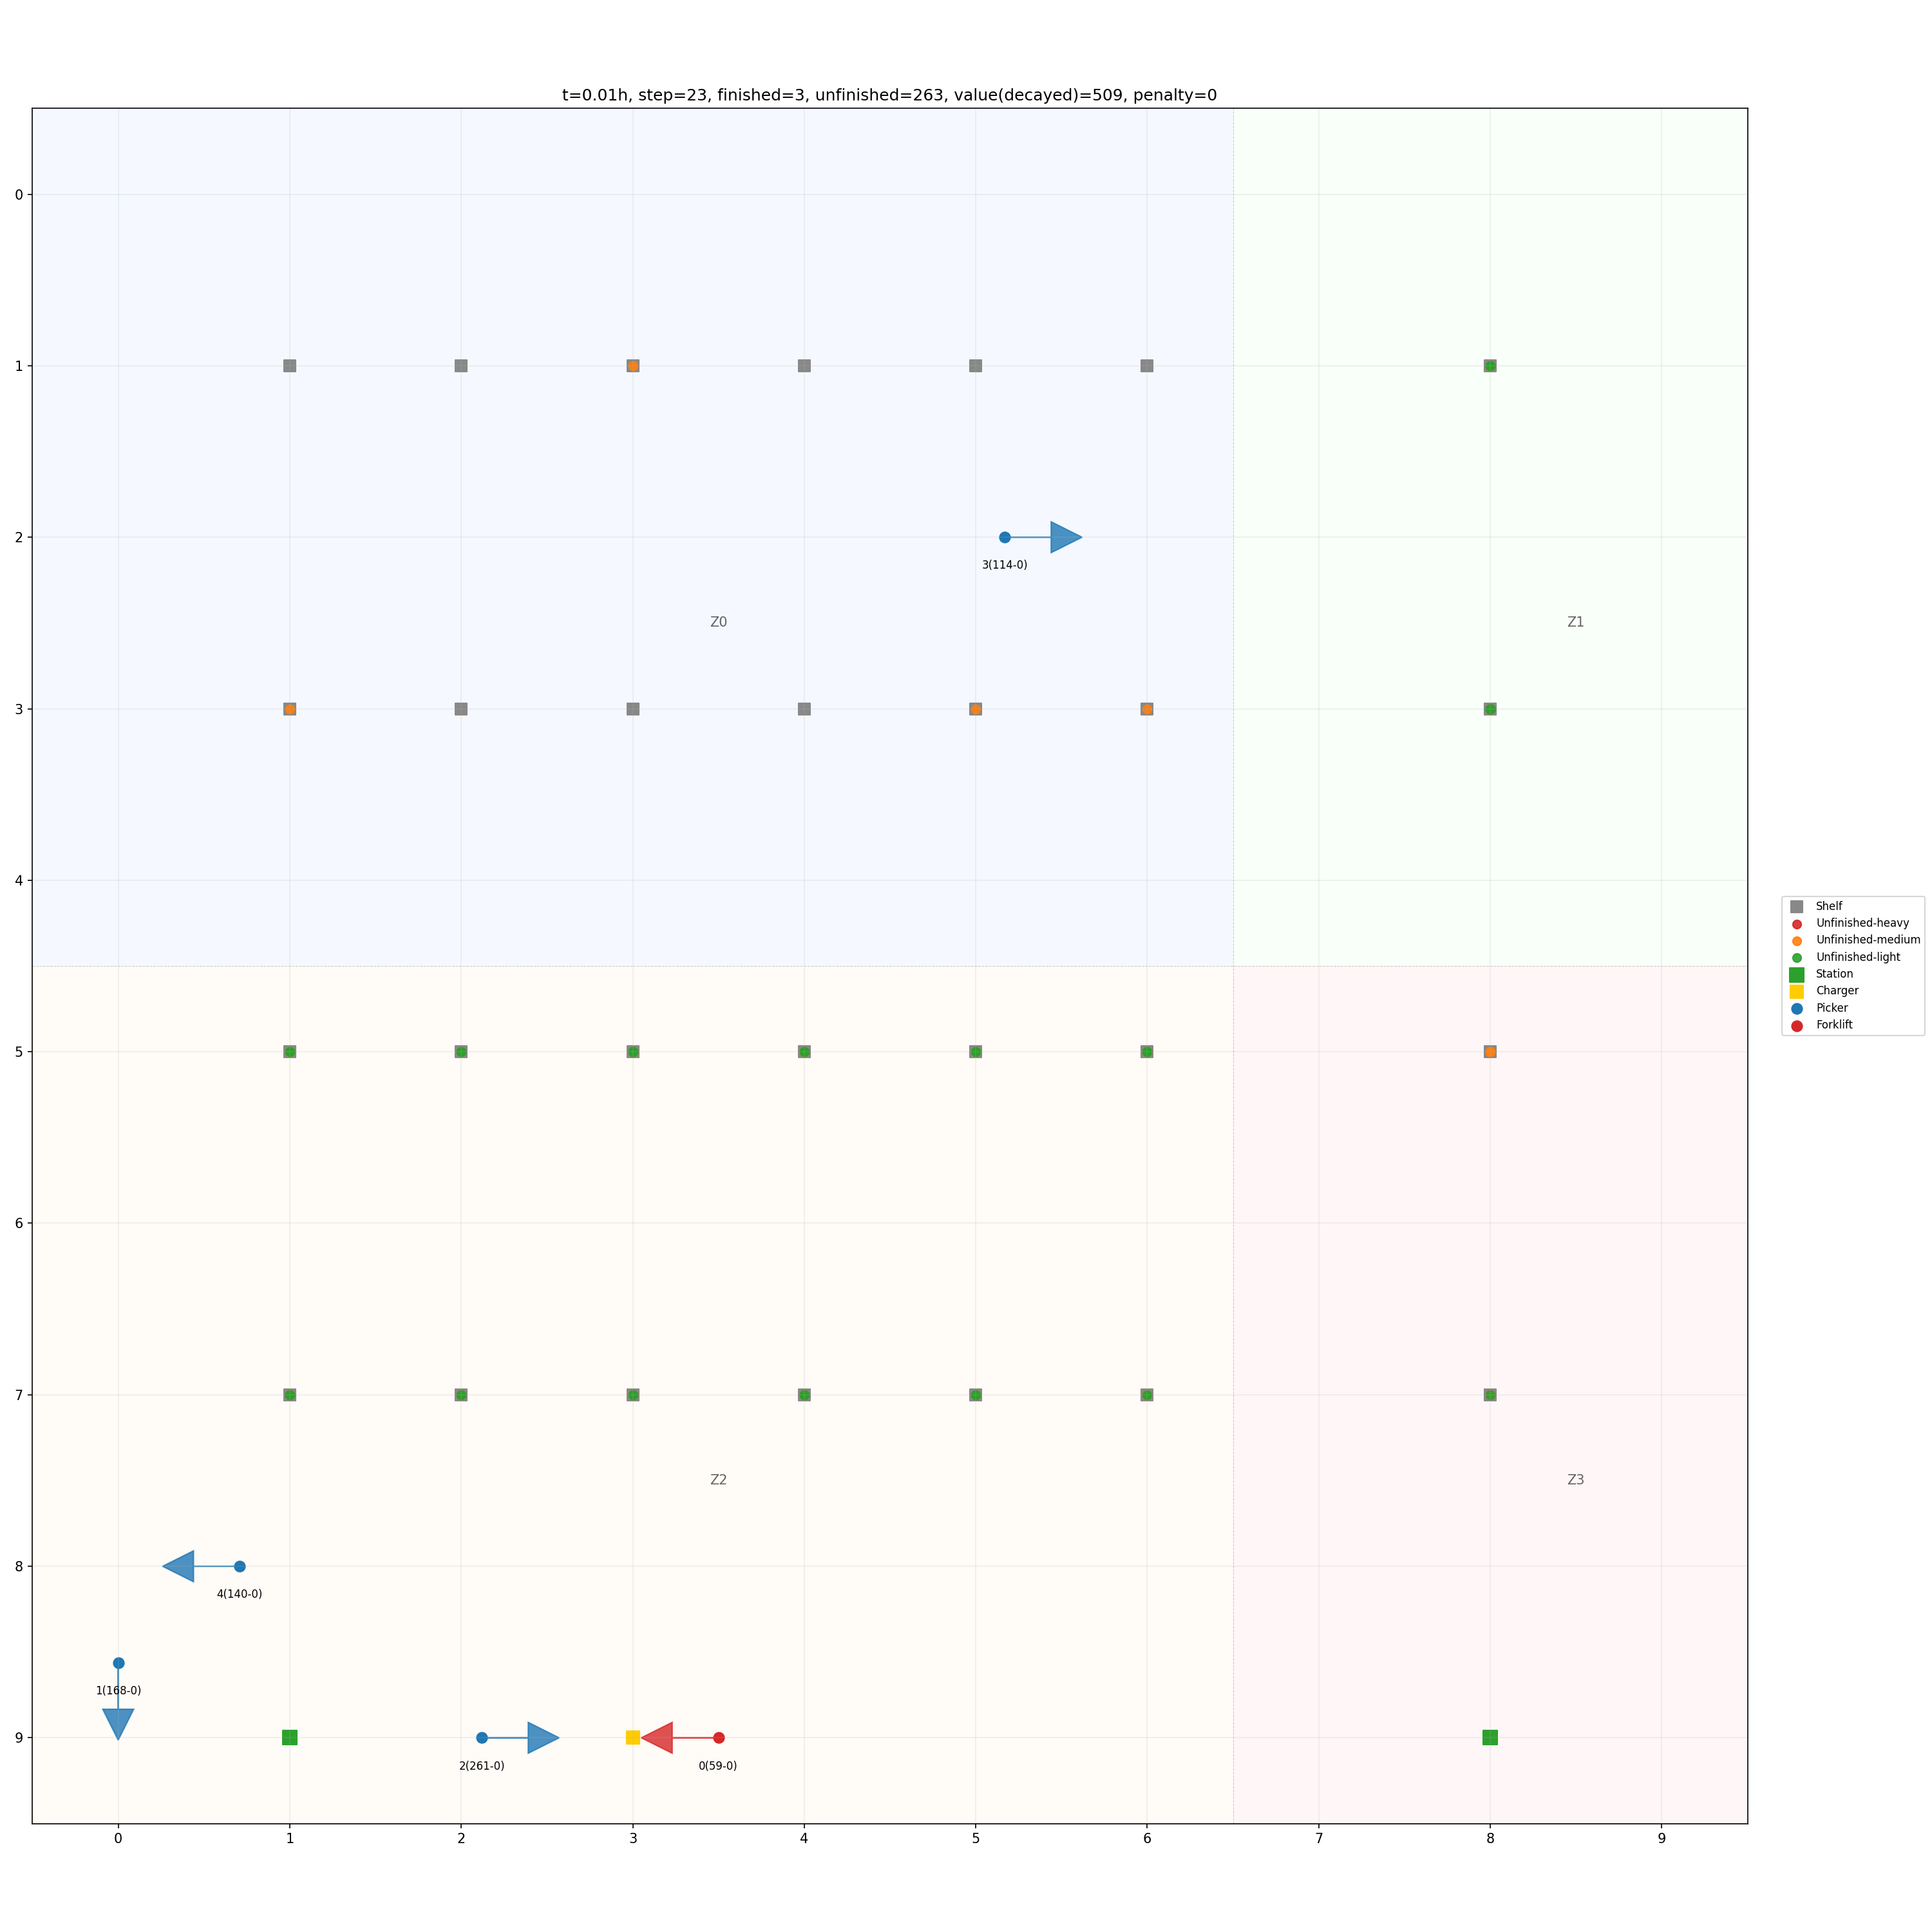 t=0.01h, step=23, finished=3, unfinished=263, value(decayed)=509, penalty=0
0
1
2
3(114-0)
Z0
Z1
3
4
Shelf
Unfinished-heavy
Unfinished-medium
Unfinished-light
Station
Charger
Picker
Forklift
5
6
7
Z2
Z3
8
4(140-0)
1(168-0)
9
2(261-0)
0(59-0)
0 1 2 3 4 5 6 7 8 9